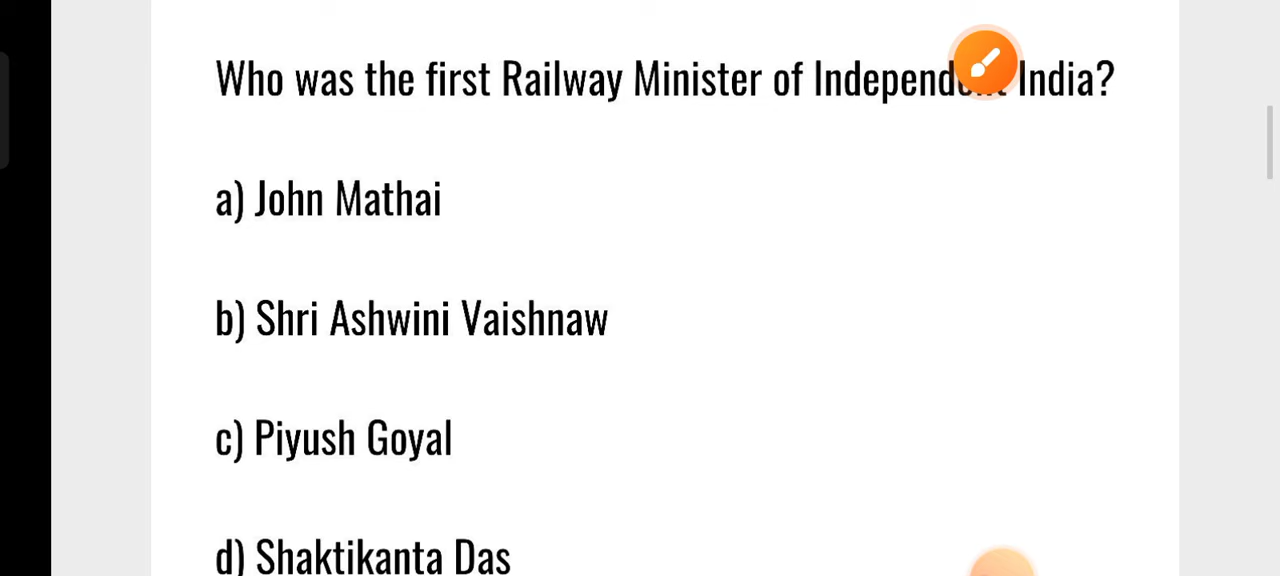 Who was the first Railway Minister of Independent India?
a) John Mathai
b) Shri Ashwini Vaishnaw
c) Piyush Goyal
d) Shaktikanta Das